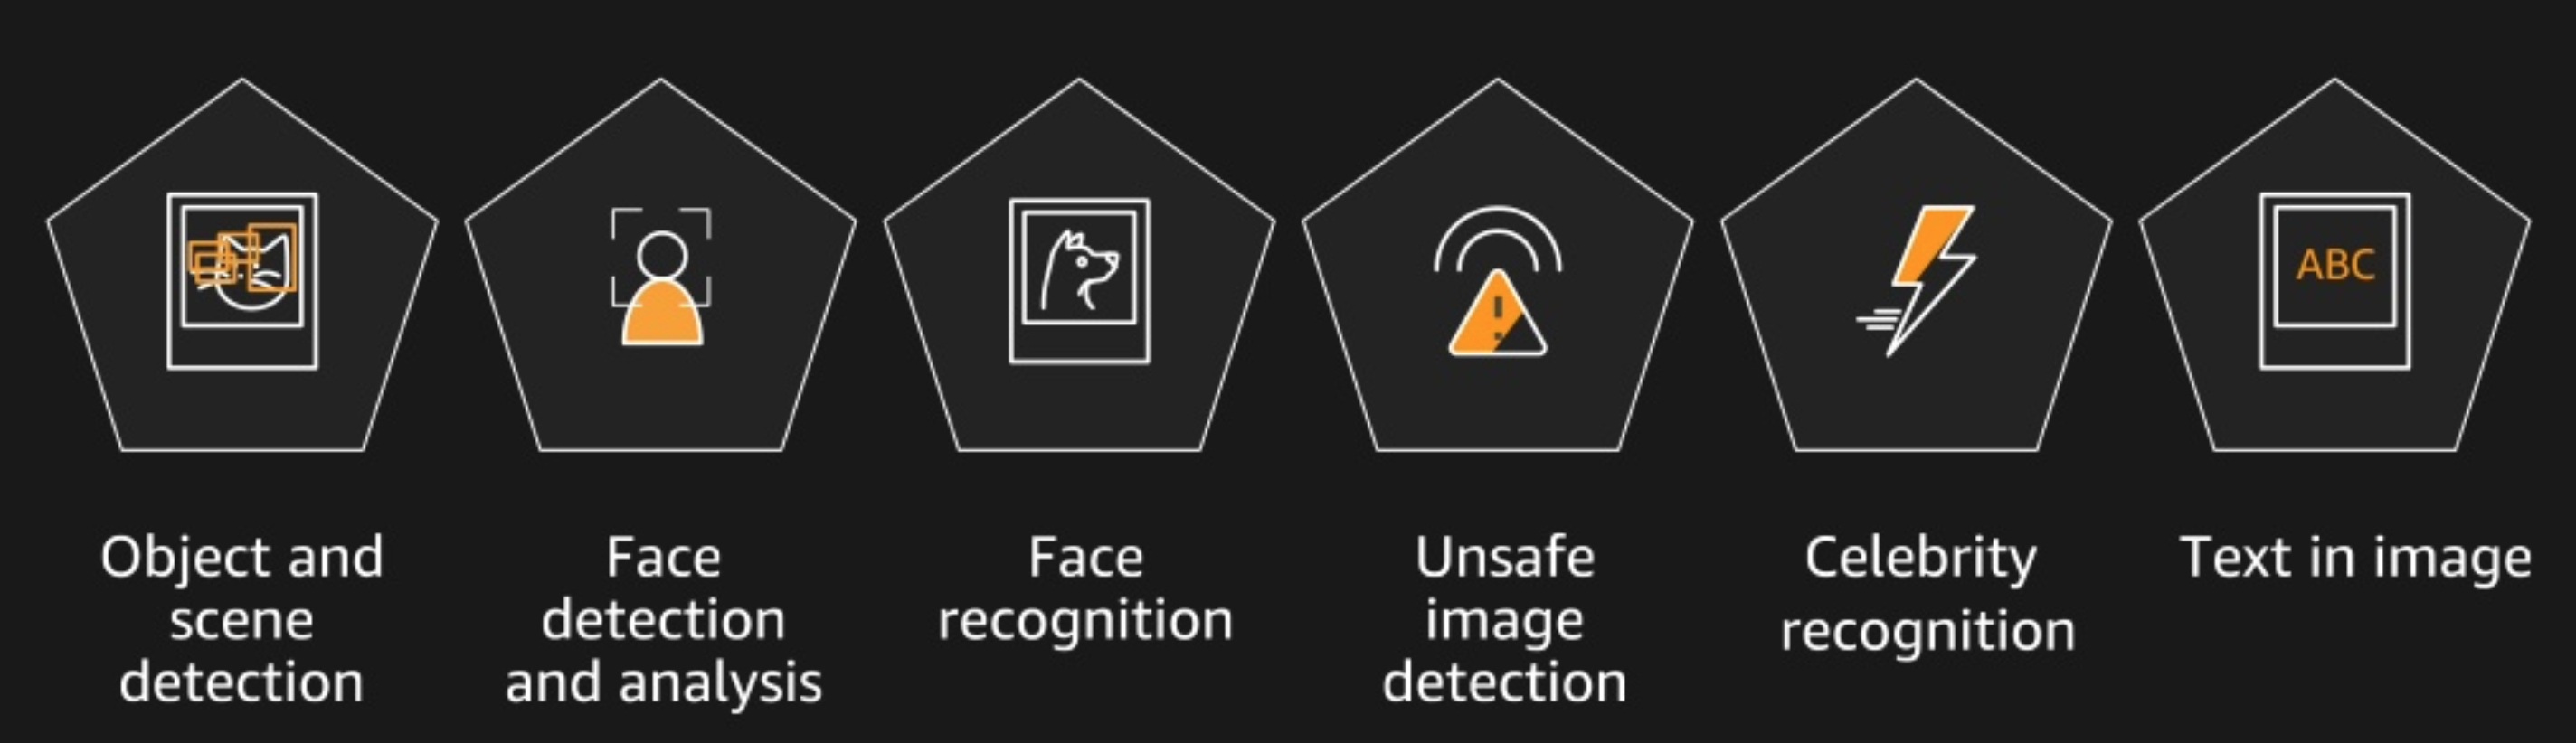 ABC
Object and
scene
detection
Face
detection
and analysis
Face
recognition
Unsafe
image
detection
Celebrity
recognition
Text in image